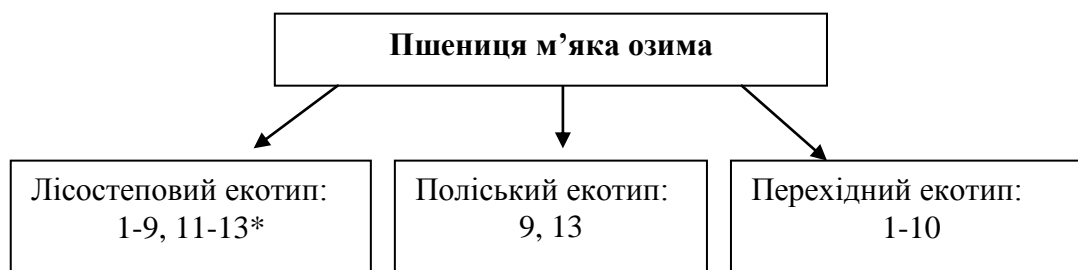 Пшениця м’яка озима
Лісостеповий екотип:
1-9, 11-13*
Поліський екотип:
9, 13
Перехідний екотип:
1-10